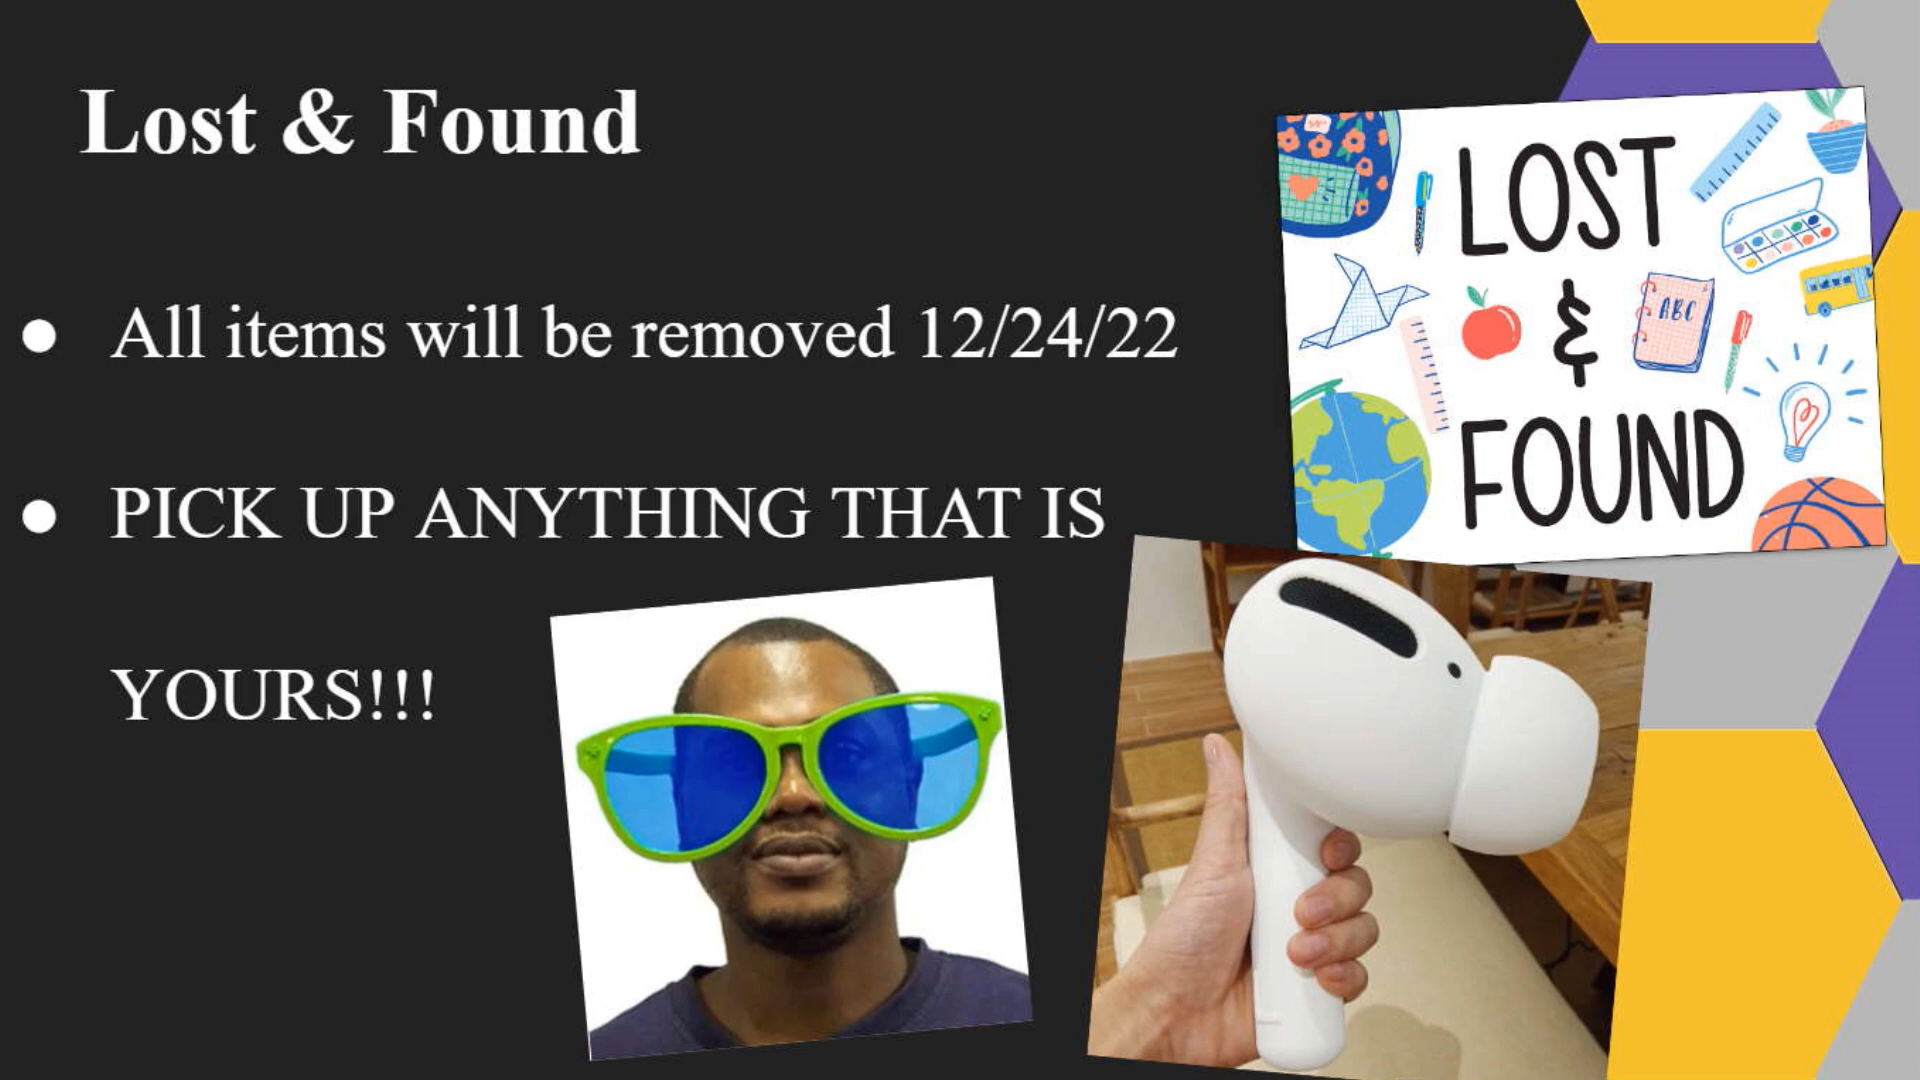 Lost & Found
● All items will be removed 12/24/22
● PICK UP ANYTHING THAT IS
YOURS!!!
LOST
&
ABC
FOUND